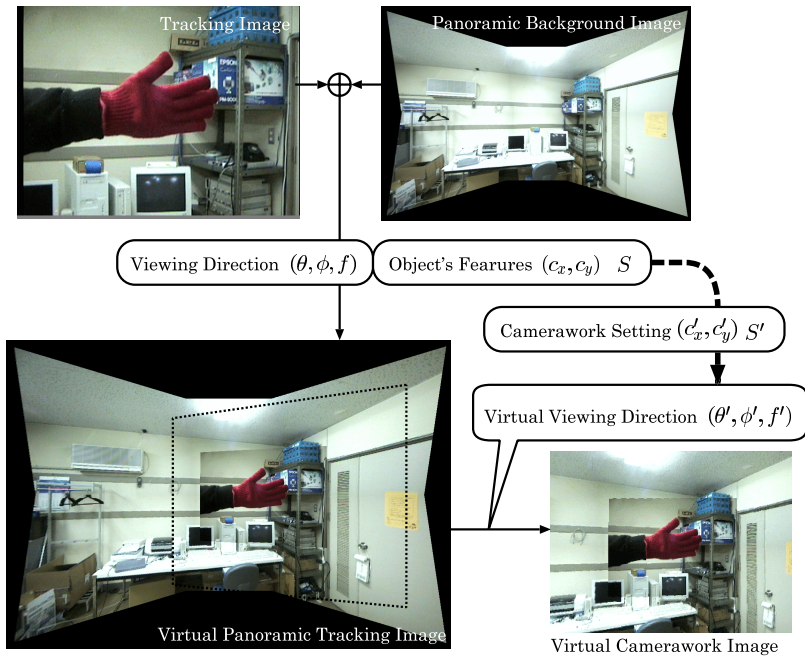 Tracking Image
Panoramic Background Image
EPSON
Viewing Direction (θ, ϕ, f)
Object's Fearures (c_x, c_y) S
Camerawork Setting (c′_x, c′_y) S′
Virtual Viewing Direction (θ′, ϕ′, f′)
Virtual Panoramic Tracking Image
Virtual Camerawork Image